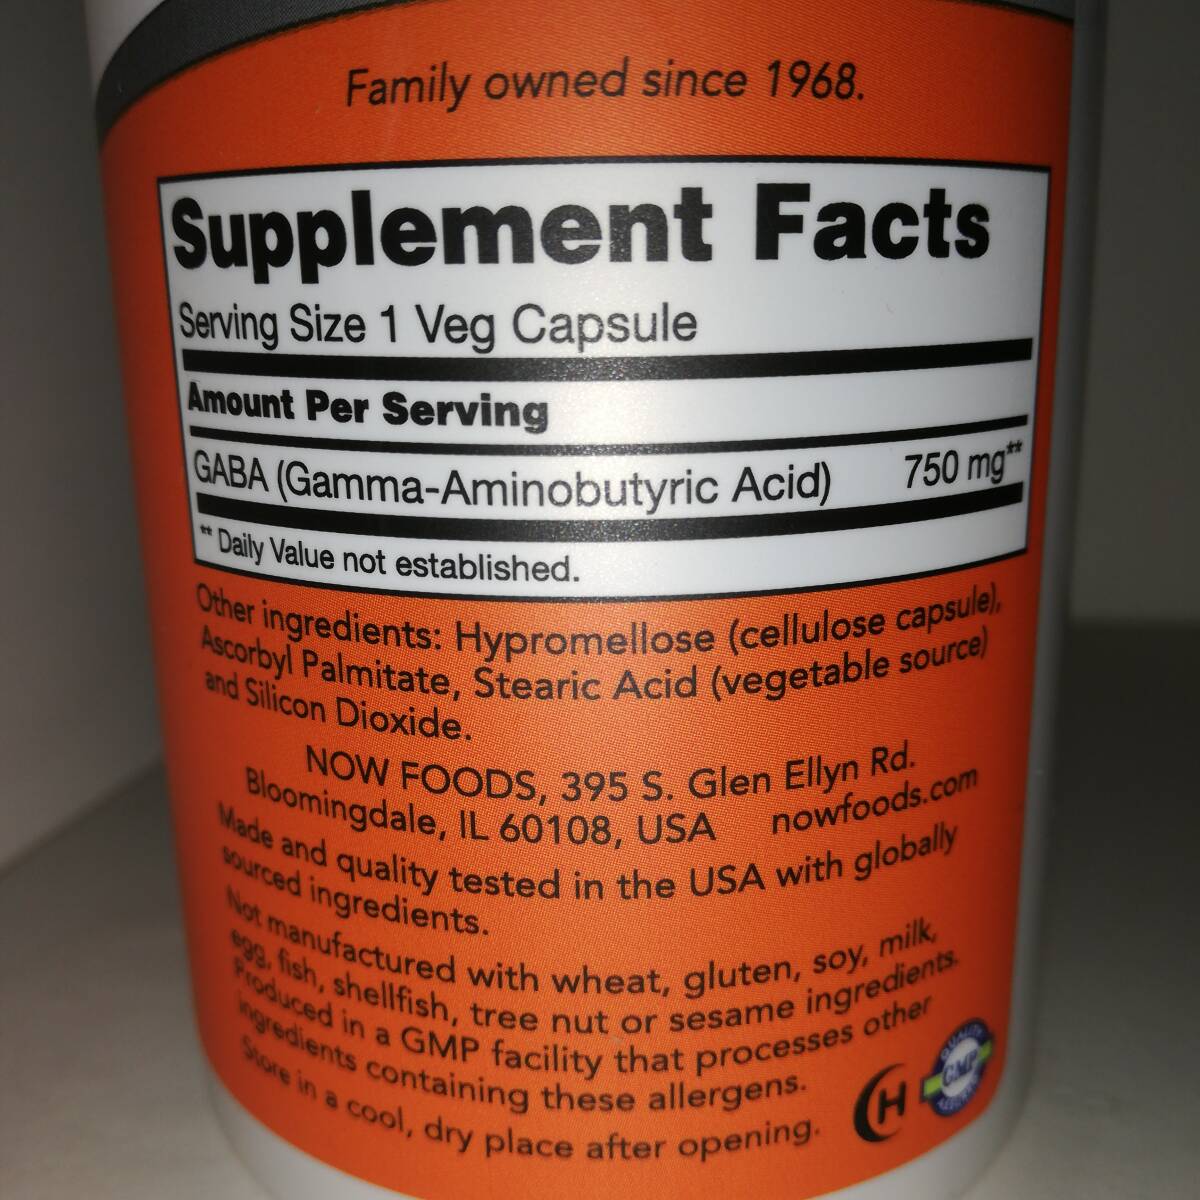 Family owned since 1968.
Supplement Facts
Serving Size 1 Veg Capsule
Amount Per Serving
GABA (Gamma-Aminobutyric Acid) 750 mg**
** Daily Value not established.
Other ingredients: Hypromellose (cellulose capsule),
Ascorbyl Palmitate, Stearic Acid (vegetable source)
and Silicon Dioxide.
NOW FOODS, 395 S. Glen Ellyn Rd.
Bloomingdale, IL 60108, USA nowfoods.com
Made and quality tested in the USA with globally
sourced ingredients.
Not manufactured with wheat, gluten, soy, milk,
egg, fish, shellfish, tree nut or sesame ingredients.
Produced in a GMP facility that processes other
ingredients containing these allergens.
Store in a cool, dry place after opening.
H
QUALITY
GMP